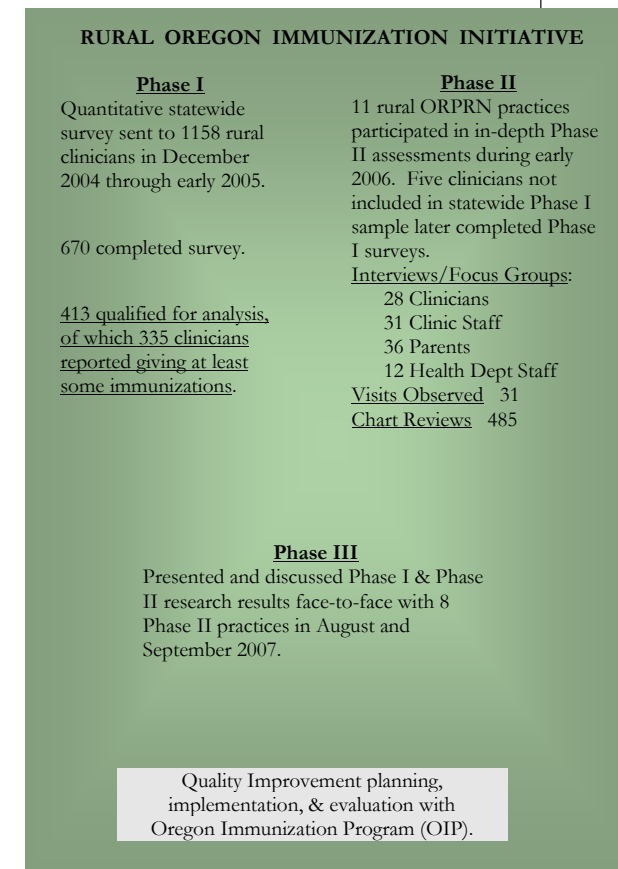 RURAL OREGON IMMUNIZATION INITIATIVE
Phase I
Quantitative statewide
survey sent to 1158 rural
clinicians in December
2004 through early 2005.
670 completed survey.
413 qualified for analysis,
of which 335 clinicians
reported giving at least
some immunizations.
Phase II
11 rural ORPRN practices
participated in in-depth Phase
II assessments during early
2006. Five clinicians not
included in statewide Phase I
sample later completed Phase
I surveys.
Interviews/Focus Groups:
28 Clinicians
31 Clinic Staff
36 Parents
12 Health Dept Staff
Visits Observed 31
Chart Reviews 485
Phase III
Presented and discussed Phase I & Phase
II research results face-to-face with 8
Phase II practices in August and
September 2007.
Quality Improvement planning,
implementation, & evaluation with
Oregon Immunization Program (OIP).